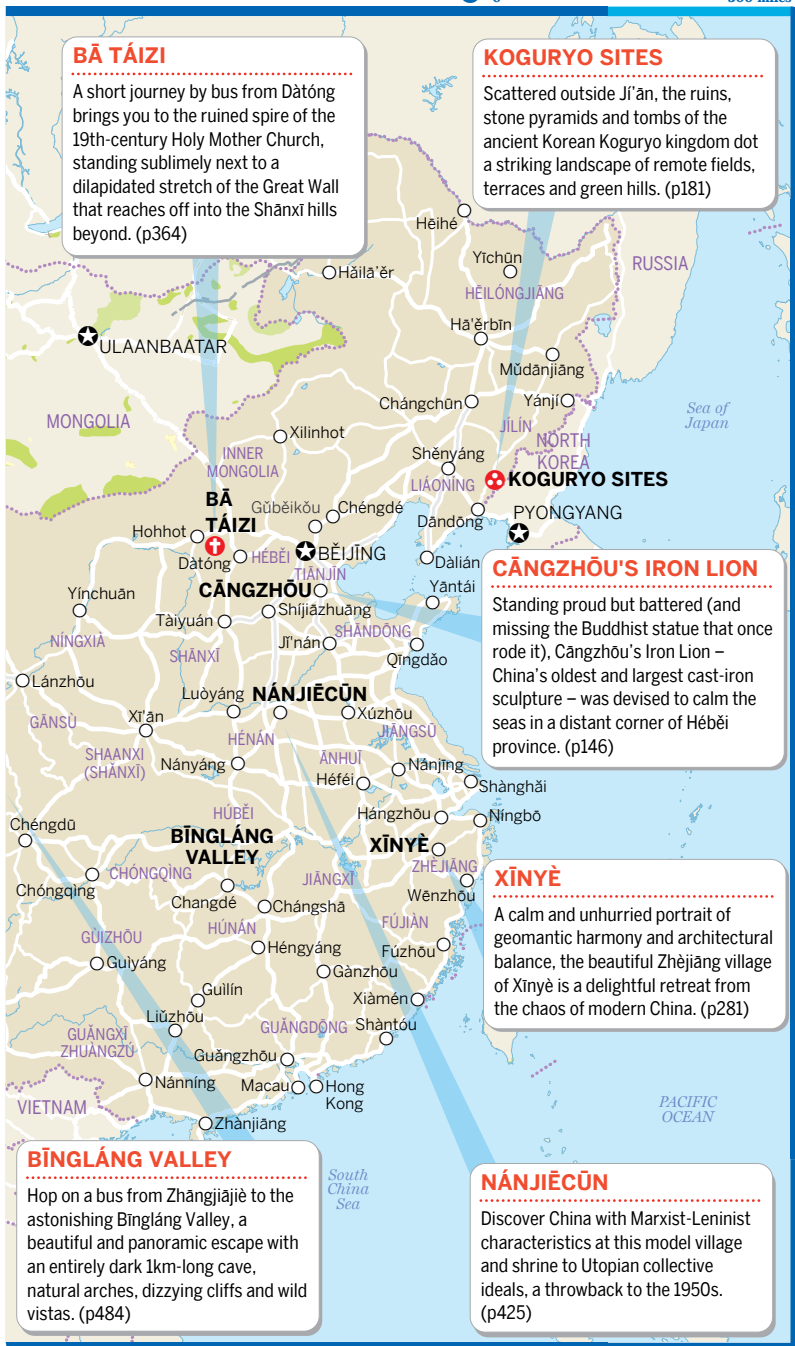 BĀ TÁIZI
A short journey by bus from Dàtóng
brings you to the ruined spire of the
19th-century Holy Mother Church,
standing sublimely next to a
dilapidated stretch of the Great Wall
that reaches off into the Shānxī hills
beyond. (p364)
KOGURYO SITES
Scattered outside Jí'ān, the ruins,
stone pyramids and tombs of the
ancient Korean Koguryo kingdom dot
a striking landscape of remote fields,
terraces and green hills. (p181)
Hēihé
Yīchūn
RUSSIA
Hǎilā'ěr
HĒILÓNGJIĀNG
Hā'ěrbīn
ULAANBAATAR
Mǔdānjiāng
Chángchūn
Yánjí
Sea of
Japan
MONGOLIA
JÍLÍN
Xilinhot
NORTH
KOREA
INNER
MONGOLIA
Shěnyáng
LIÁONÍNG
KOGURYO SITES
BĀ
TÁIZI
Gǔběikǒu
Chéngdé
Dāndōng
PYONGYANG
Hohhot
Dàtóng
HÉBĚI
BĚIJĪNG
Dàlián
TIĀNJĪN
CĀNGZHŌU
Yāntái
CĀNGZHŌU'S IRON LION
Standing proud but battered (and
missing the Buddhist statue that once
rode it), Cāngzhōu's Iron Lion –
China's oldest and largest cast-iron
sculpture – was devised to calm the
seas in a distant corner of Héběi
province. (p146)
Yínchuān
Tàiyuán
Shíjiāzhuāng
NÍNGXIÀ
SHĀNXĪ
Jǐ'nán
SHĀNDŌNG
Qīngdǎo
Lánzhōu
Luòyáng
NÁNJIĒCŪN
GĀNSÙ
Xī'ān
Xúzhōu
HÉNÁN
JIĀNGSŪ
SHAANXI
(SHĂNXĪ)
Nányáng
ĀNHUĪ
Nánjīng
Héféi
Shànghǎi
HÚBĚI
Hángzhōu
Níngbō
Chéngdū
BĪNGLÁNG
VALLEY
XĪNYÈ
ZHÈJIĀNG
CHÓNGQÌNG
Chóngqìng
JIĀNGXĪ
Wēnzhōu
Changdé
Chángshā
XĪNYÈ
A calm and unhurried portrait of
geomantic harmony and architectural
balance, the beautiful Zhèjiāng village
of Xīnyè is a delightful retreat from
the chaos of modern China. (p281)
HÚNÁN
FÚJIÀN
GÙIZHŌU
Héngyáng
Fúzhōu
Guìyáng
Gànzhōu
Guìlín
Xiàmén
Liǔzhōu
GUǍNGDŌNG
Shàntóu
GUǍNGXĪ
ZHUÀNGZÚ
Guǎngzhōu
Nánníng
Macau
Hong
Kong
PACIFIC
OCEAN
VIETNAM
Zhànjiāng
BĪNGLÁNG VALLEY
Hop on a bus from Zhāngjiājiè to the
astonishing Bīngláng Valley, a
beautiful and panoramic escape with
an entirely dark 1km-long cave,
natural arches, dizzying cliffs and wild
vistas. (p484)
South
China
Sea
NÁNJIĒCŪN
Discover China with Marxist-Leninist
characteristics at this model village
and shrine to Utopian collective
ideals, a throwback to the 1950s.
(p425)